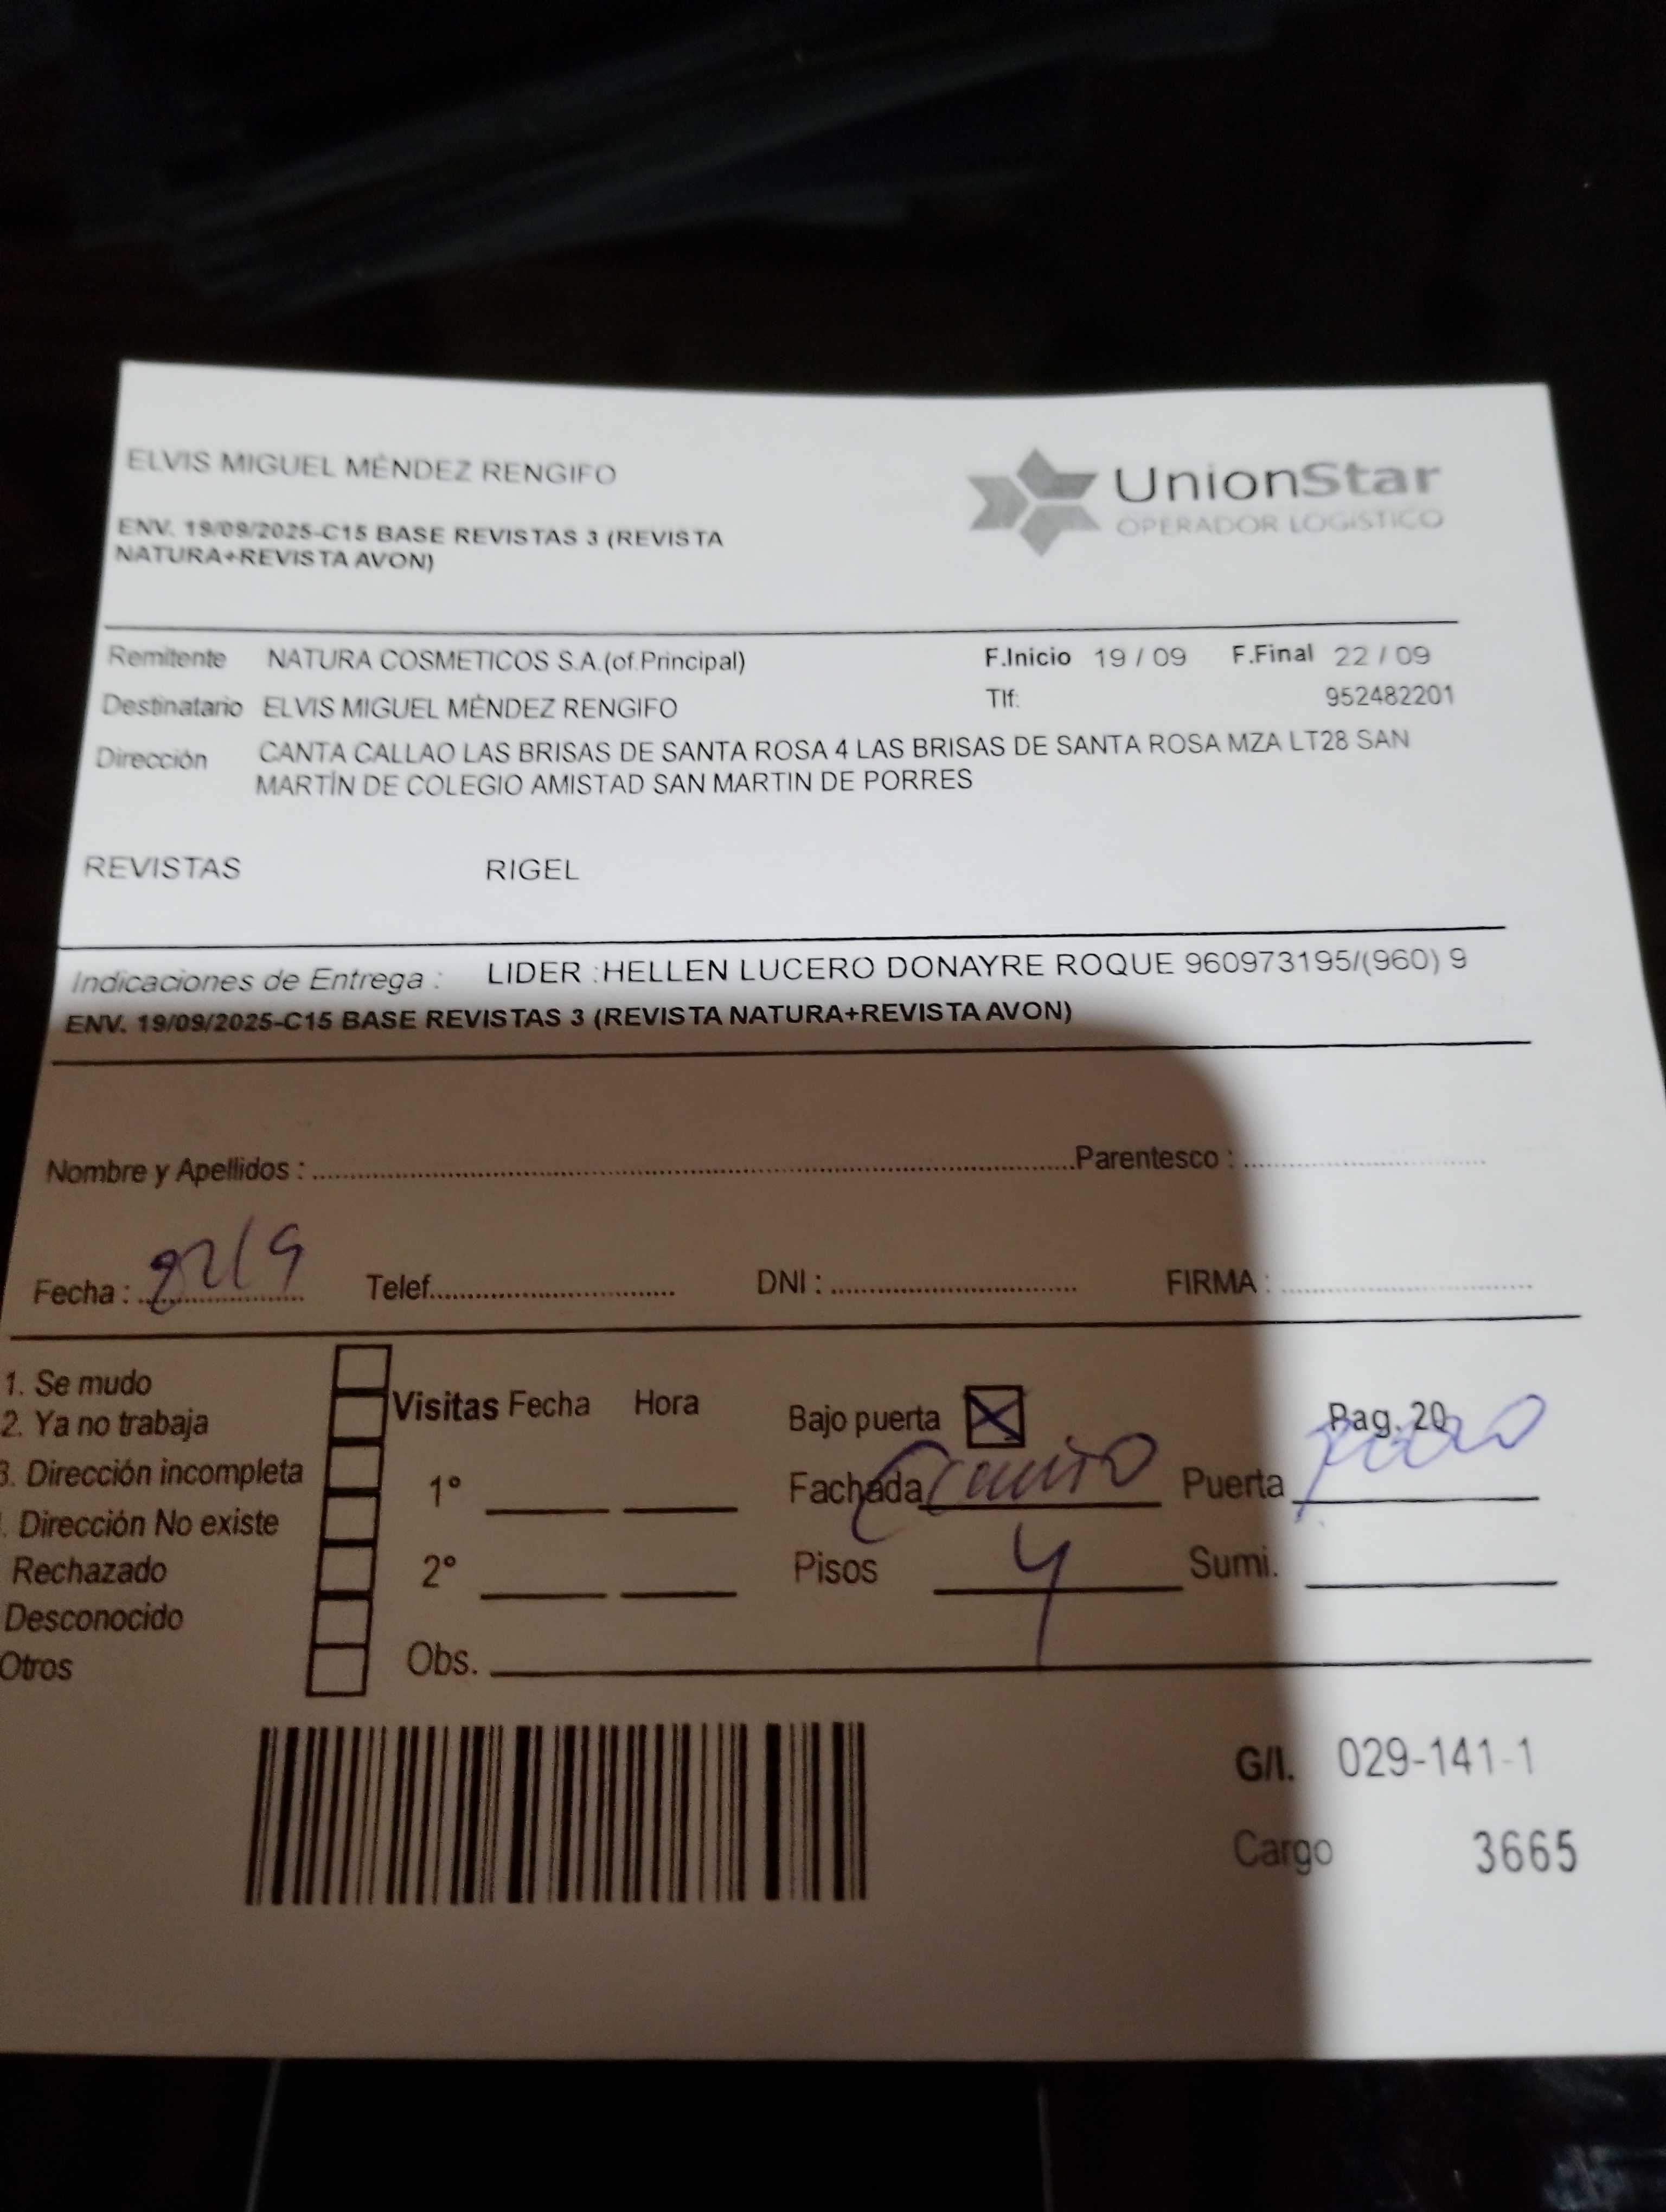 ELVIS MIGUEL MÉNDEZ RENGIFO
UnionStar
OPERADOR LOGÍSTICO
ENV. 19/09/2025-C15 BASE REVISTAS 3 (REVISTA
NATURA+REVISTA AVON)
Remitente NATURA COSMETICOS S.A.(of.Principal) F.Inicio 19 / 09 F.Final 22 / 09
Destinatario ELVIS MIGUEL MÉNDEZ RENGIFO Tlf: 952482201
Dirección CANTA CALLAO LAS BRISAS DE SANTA ROSA 4 LAS BRISAS DE SANTA ROSA MZA LT28 SAN
MARTÍN DE COLEGIO AMISTAD SAN MARTIN DE PORRES
REVISTAS RIGEL
Indicaciones de Entrega : LIDER :HELLEN LUCERO DONAYRE ROQUE 960973195/(960) 9
ENV. 19/09/2025-C15 BASE REVISTAS 3 (REVISTA NATURA+REVISTA AVON)
Nombre y Apellidos : Parentesco :
Fecha : 22/9 Telef. DNI : FIRMA :
1. Se mudo
2. Ya no trabaja
3. Dirección incompleta
. Dirección No existe
Rechazado
Desconocido
Otros
Visitas Fecha Hora
1°
2°
Obs.
Bajo puerta Pag. 20
Fachada Puerta
Pisos 4 Sumi.
G/I. 029-141-1
Cargo 3665